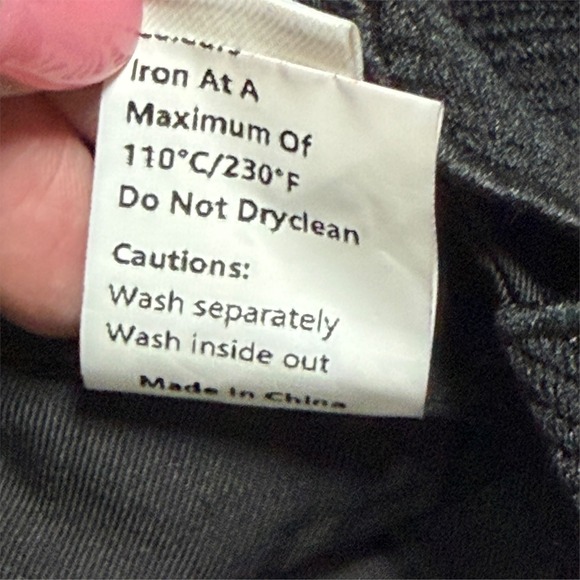 Iron At A
Maximum Of
110°C/230°F
Do Not Dryclean
Cautions:
Wash separately
Wash inside out
Made In China